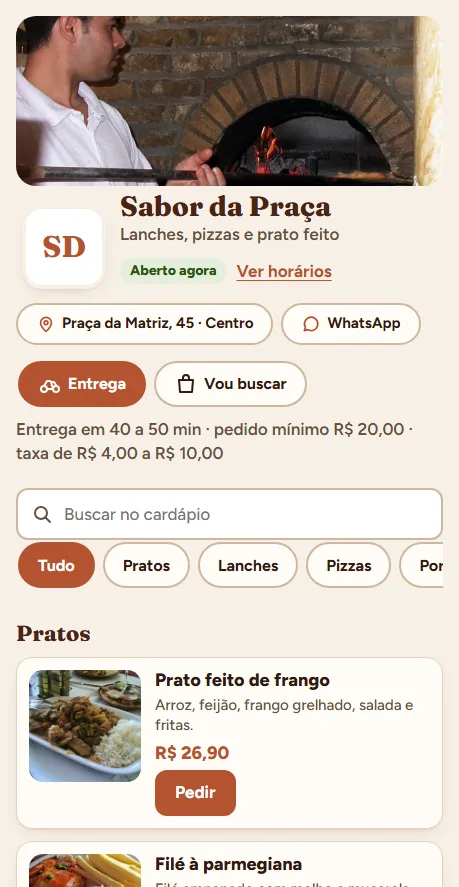 Sabor da Praça
SD
Lanches, pizzas e prato feito
Aberto agora
Ver horários
Praça da Matriz, 45 · Centro
WhatsApp
Entrega
Vou buscar
Entrega em 40 a 50 min · pedido mínimo R$ 20,00 ·
taxa de R$ 4,00 a R$ 10,00
Buscar no cardápio
Tudo
Pratos
Lanches
Pizzas
Por
Pratos
Prato feito de frango
Arroz, feijão, frango grelhado, salada e
fritas.
R$ 26,90
Pedir
Filé à parmegiana